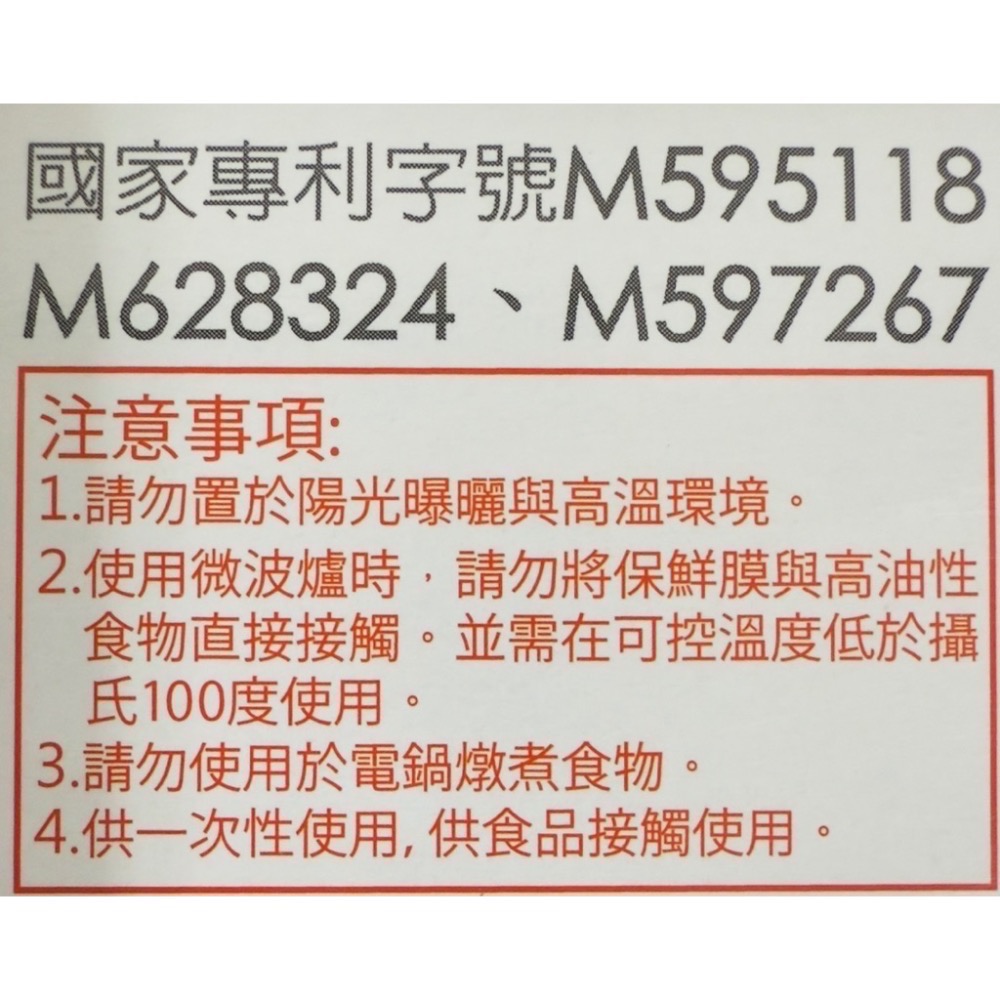 國家專利字號M595118
M628324、M597267
注意事項:
1.請勿置於陽光曝曬與高溫環境。
2.使用微波爐時，請勿將保鮮膜與高油性
食物直接接觸。並需在可控溫度低於攝
氏100度使用。
3.請勿使用於電鍋燉煮食物。
4.供一次性使用, 供食品接觸使用。